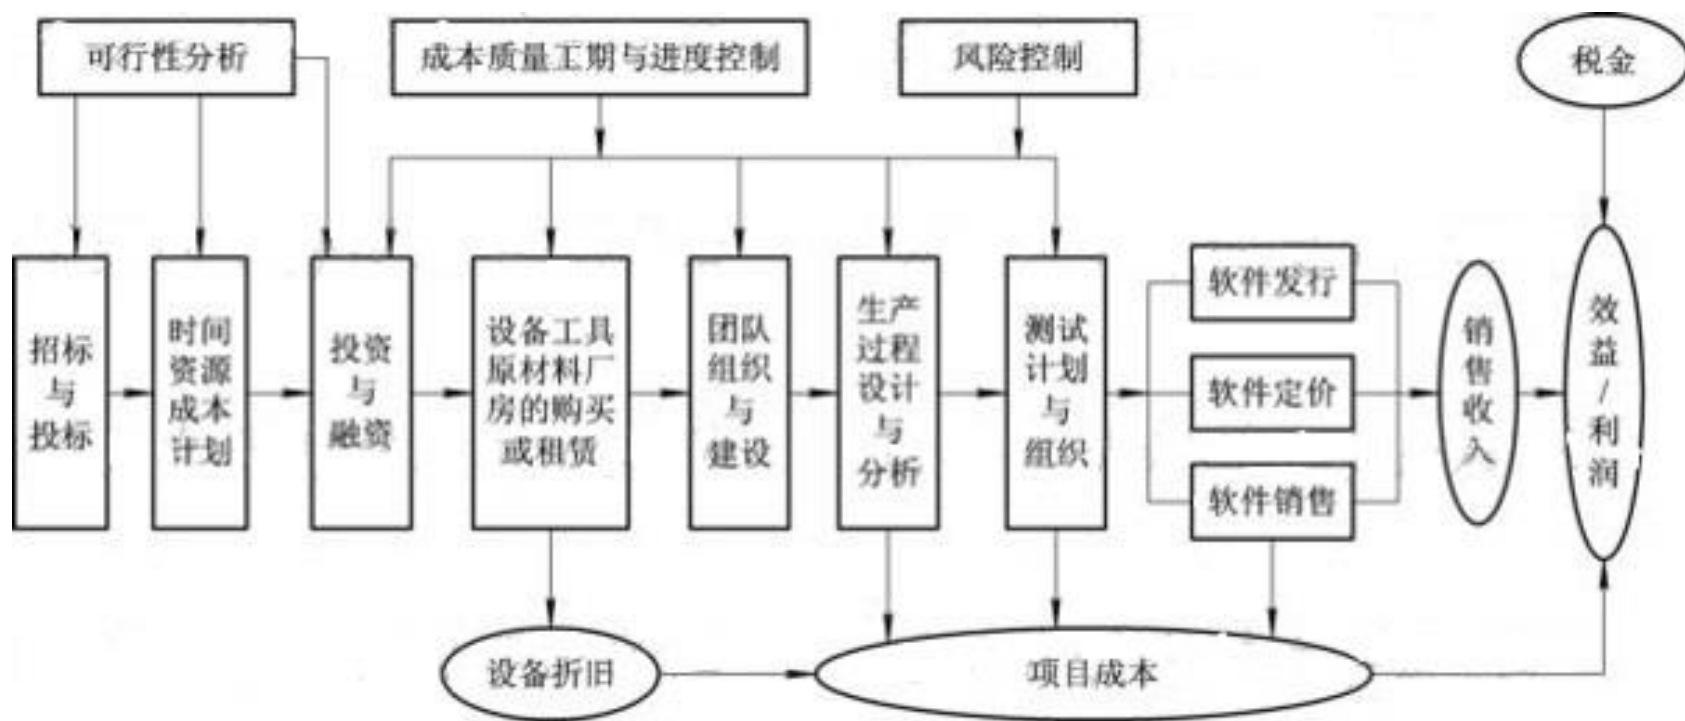 可行性分析
成本质量工期与进度控制
风险控制
税金
招标
与
投标
时间
资源
成本
计划
投资
与
融资
设备工具
原材料厂
房的购买
或租赁
团队
组织
与
建设
生产
过程
设计
与
分析
测试
计划
与
组织
软件发行
软件定价
软件销售
销
售
收
入
效
益
/
利
润
设备折旧
项目成本